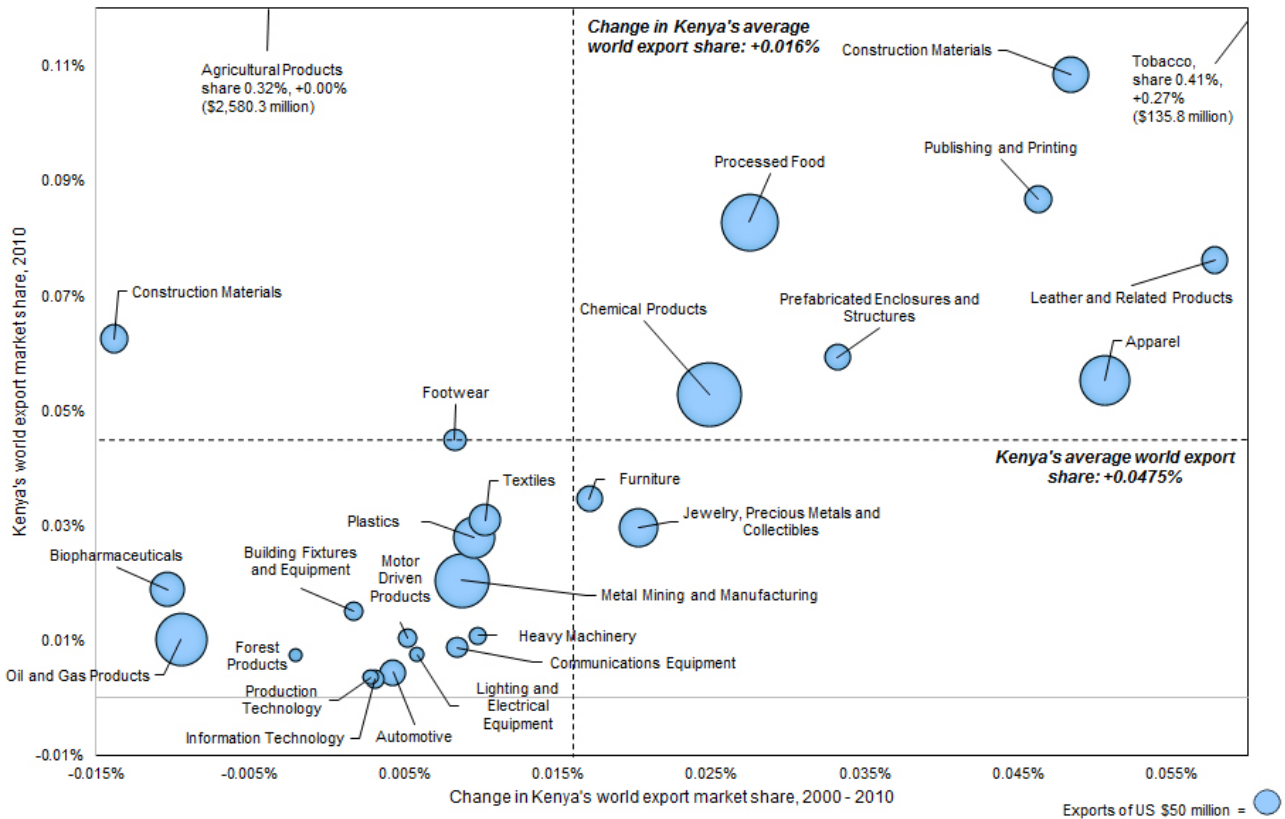 Change in Kenya's average
world export share: +0.016%
Construction Materials
0.11%
Agricultural Products
share 0.32%, +0.00%
($2,580.3 million)
Tobacco,
share 0.41%,
+0.27%
($135.8 million)
Publishing and Printing
Processed Food
0.09%
Kenya's world export market share, 2010
Construction Materials
0.07%
Chemical Products
Prefabricated Enclosures and
Structures
Leather and Related Products
Apparel
Footwear
0.05%
Kenya's average world export
share: +0.0475%
Textiles
Furniture
Plastics
Jewelry, Precious Metals and
Collectibles
0.03%
Biopharmaceuticals
Building Fixtures
and Equipment
Motor
Driven
Products
Metal Mining and Manufacturing
0.01%
Heavy Machinery
Forest
Products
Communications Equipment
Oil and Gas Products
Production
Technology
Lighting and
Electrical
Equipment
Information Technology
Automotive
-0.01%
-0.015%
-0.005%
0.005%
0.015%
0.025%
0.035%
0.045%
0.055%
Change in Kenya's world export market share, 2000 - 2010
Exports of US $50 million =